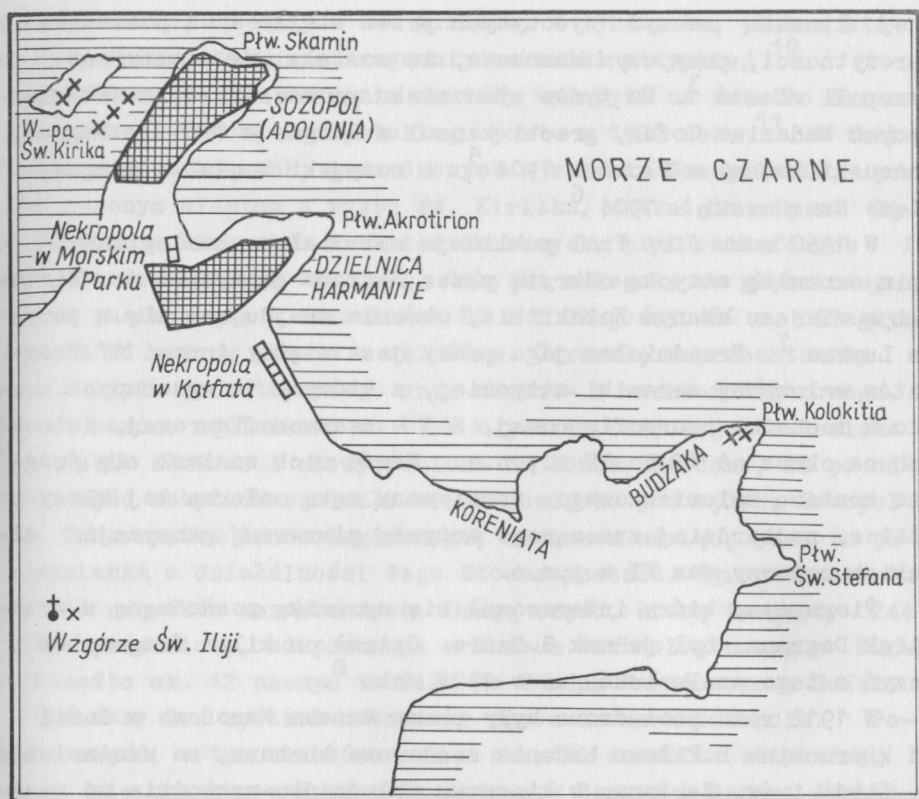 Płw. Skamin
SOZOPOL
(APOLONIA)
W-pa
Św. Kirika
MORZE CZARNE
Płw. Akrotirion
Nekropola
w Morskim
Parku
DZIELNICA
HARMANITE
Nekropola
w Kałfata
Płw. Kolokitia
BUDŻAKA
KORENIATA
Płw.
Św. Stefana
Wzgórze Św. Iliji